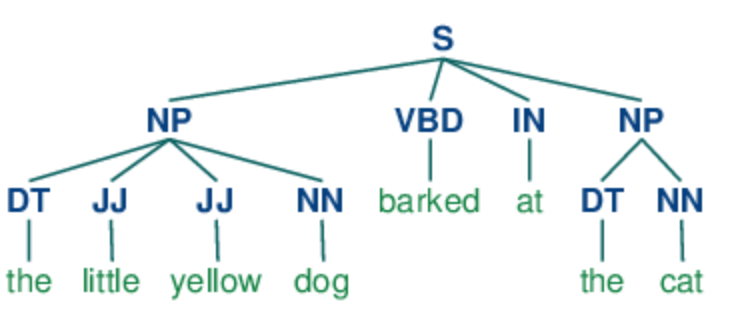 S
NP VBD IN NP
DT JJ JJ NN barked at DT NN
the little yellow dog the cat